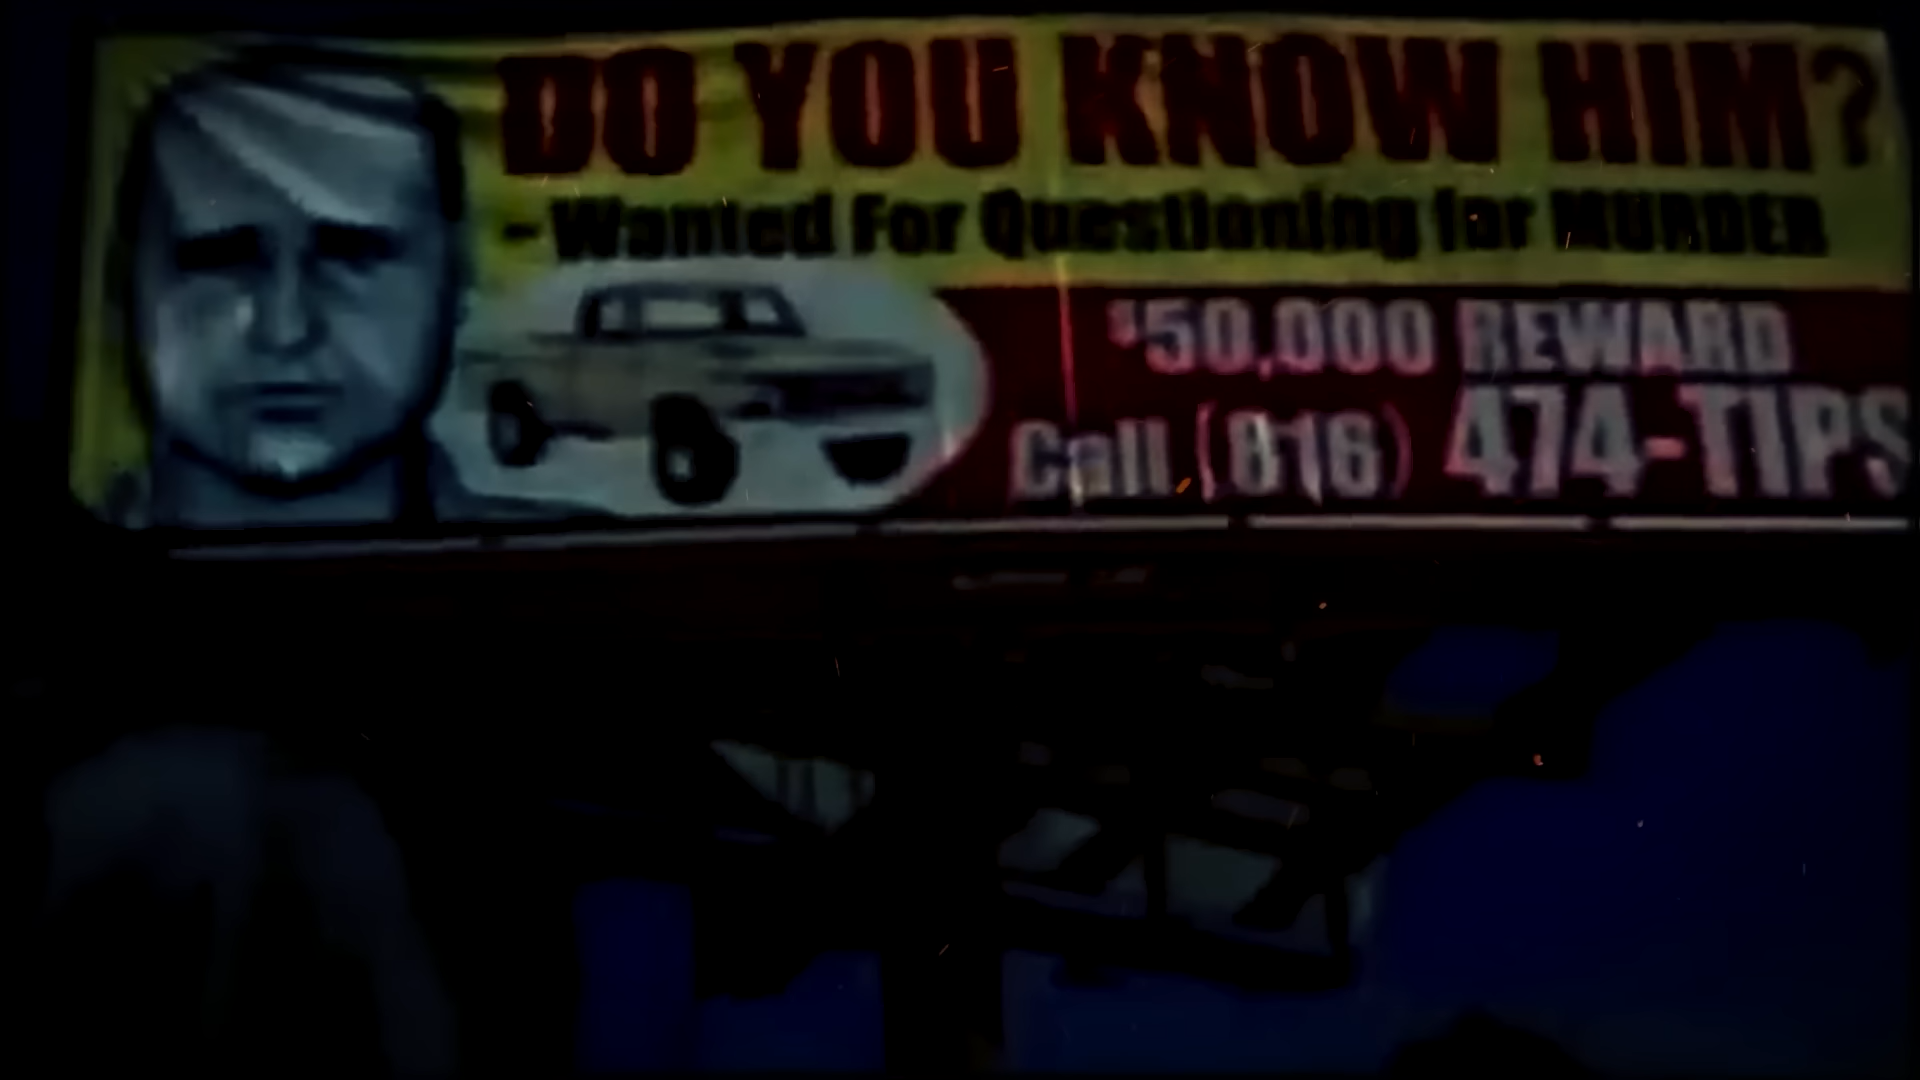 DO YOU KNOW HIM?
- Wanted For Questioning for MURDER
$50,000 REWARD
Call (816) 474-TIPS